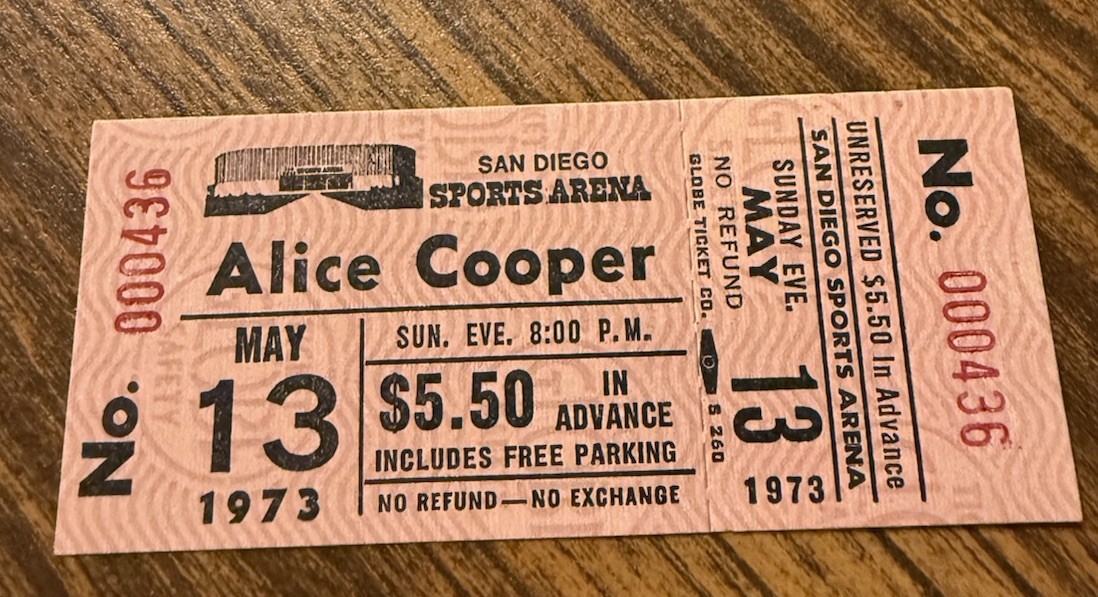 No. 000436
SAN DIEGO
SPORTS ARENA
Alice Cooper
MAY
13
1973
SUN. EVE. 8:00 P.M.
$5.50 IN
ADVANCE
INCLUDES FREE PARKING
NO REFUND—NO EXCHANGE
GLOBE TICKET CO. S 260
NO REFUND
SUNDAY EVE.
MAY 13
1973
SAN DIEGO SPORTS ARENA
UNRESERVED $5.50 In Advance
No. 000436